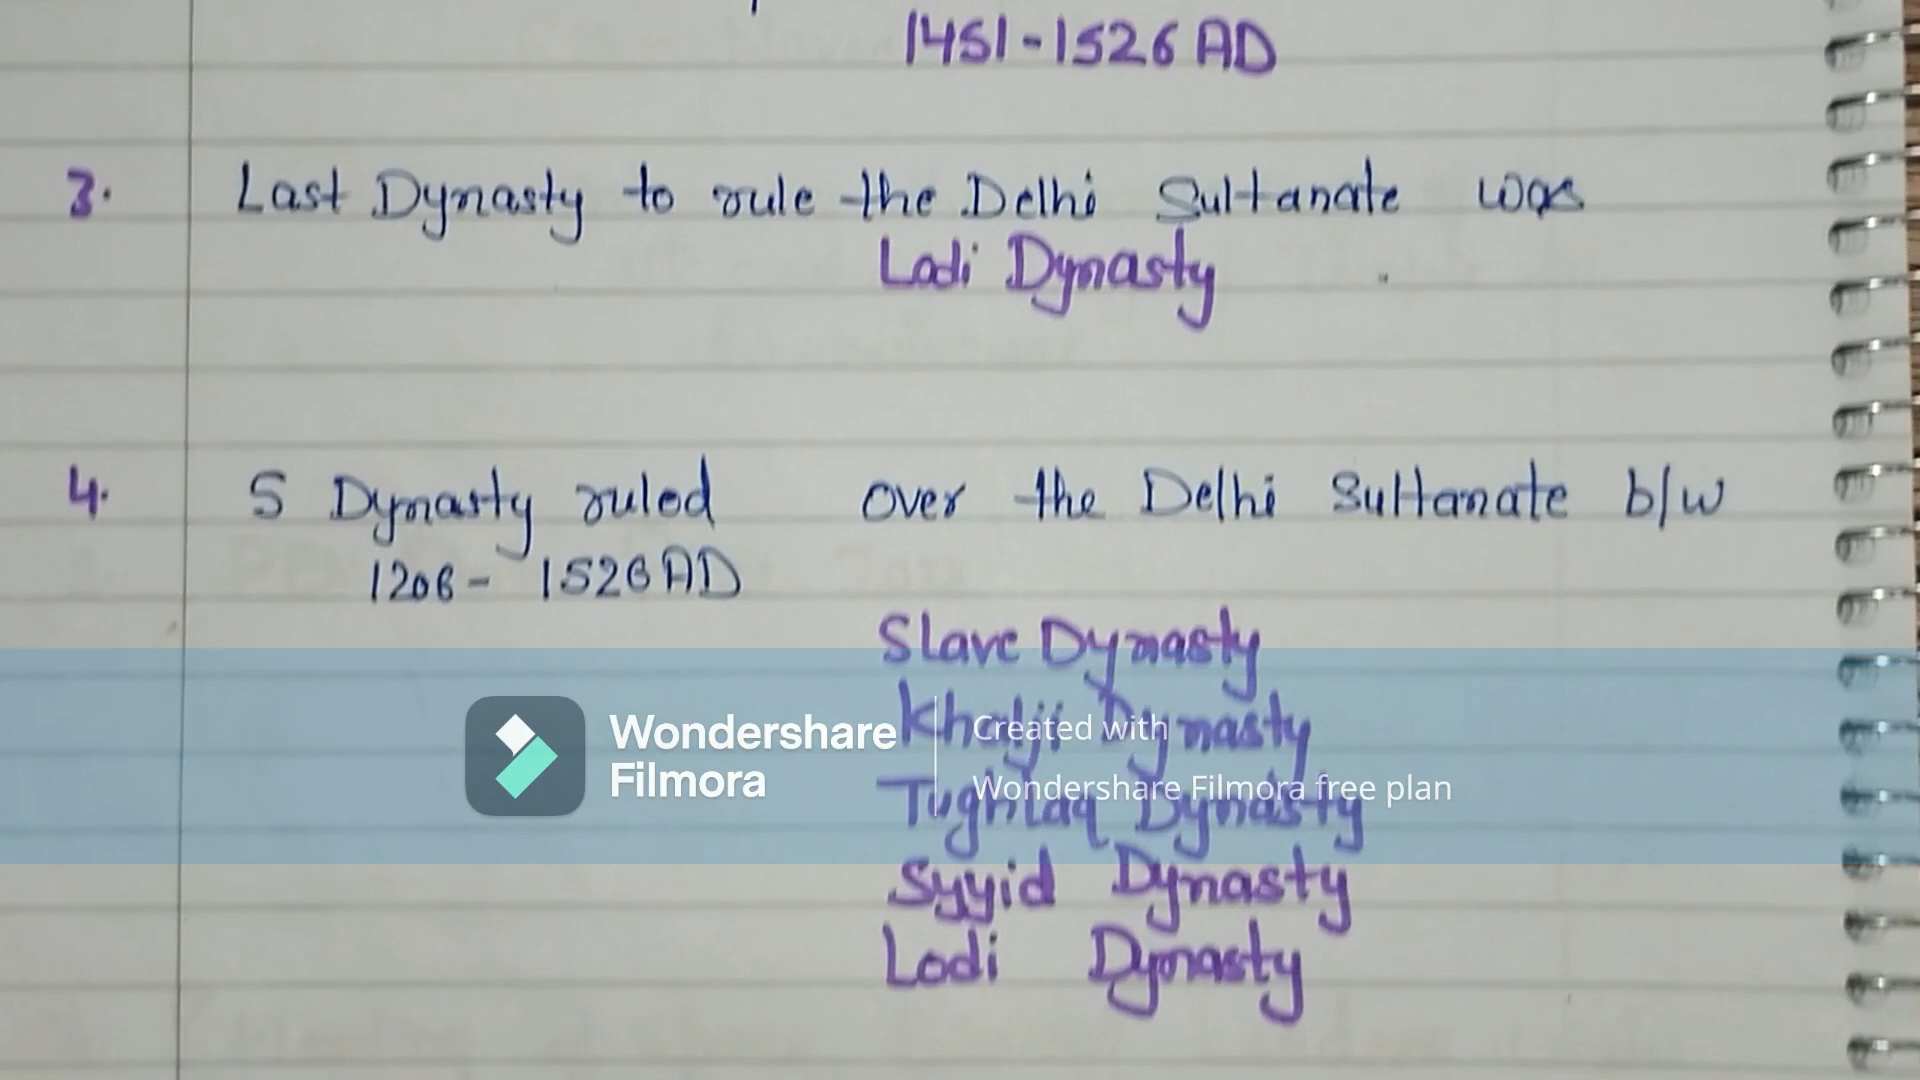 1451-1526 AD
3. Last Dynasty to rule the Delhi Sultanate was
Lodi Dynasty
4. 5 Dynasty ruled over the Delhi Sultanate b/w
1206 - 1526 AD
Slave Dynasty
Khalji Dynasty
Tughlaq Dynasty
Syyid Dynasty
Lodi Dynasty
Wondershare
Filmora
Created with
Wondershare Filmora free plan